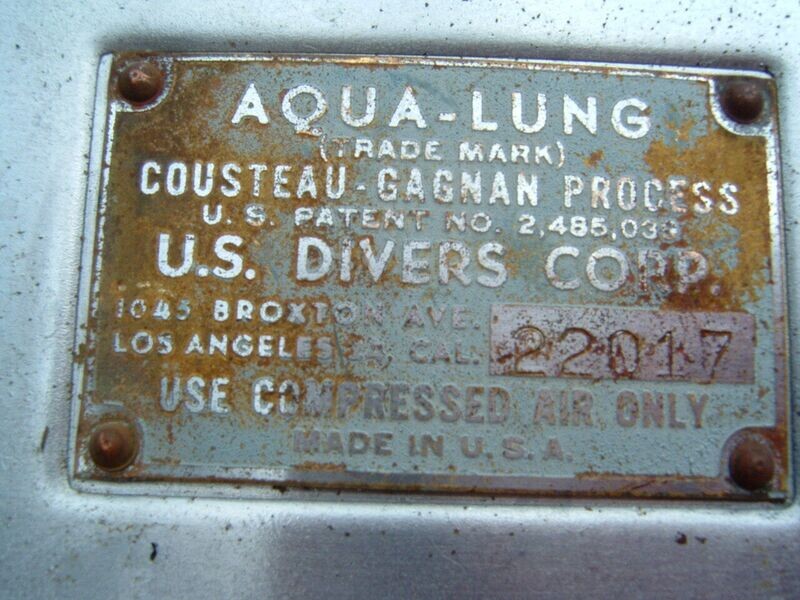 AQUA-LUNG
(TRADE MARK)
COUSTEAU-GAGNAN PROCESS
U.S. PATENT NO. 2,485,039
U.S. DIVERS CORP.
1045 BROXTON AVE.
LOS ANGELES 24, CAL. 22017
USE COMPRESSED AIR ONLY
MADE IN U.S.A.